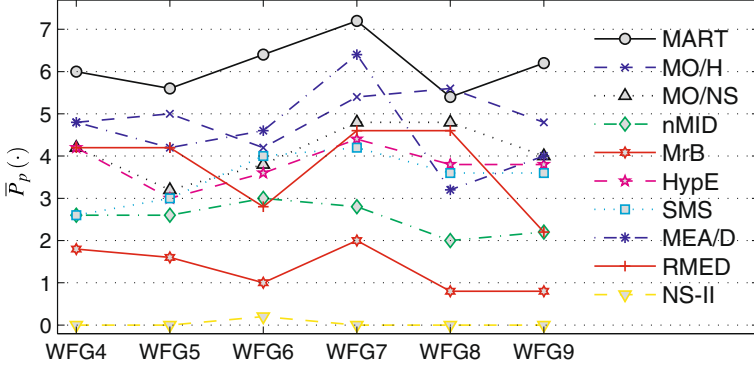 P̅p(·)
7
6
5
4
3
2
1
0
WFG4 WFG5 WFG6 WFG7 WFG8 WFG9
MART
MO/H
MO/NS
nMID
MrB
HypE
SMS
MEA/D
RMED
NS-II